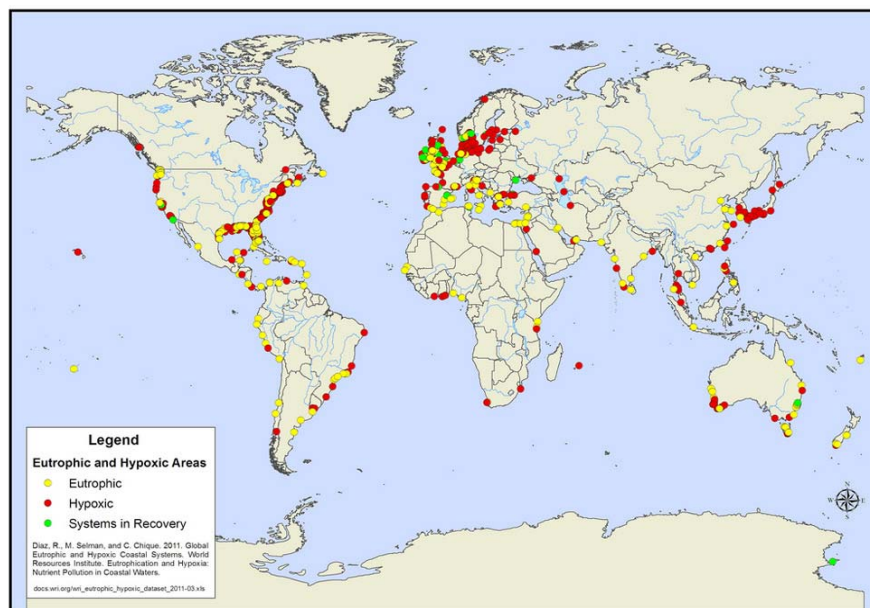 Legend
Eutrophic and Hypoxic Areas
Eutrophic
Hypoxic
Systems in Recovery
Diaz, R., M. Selman, and C. Chique. 2011. Global
Eutrophic and Hypoxic Coastal Systems. World
Resources Institute. Eutrophication and Hypoxia:
Nutrient Pollution in Coastal Waters.
docs.wri.org/wri_eutrophic_hypoxic_dataset_2011-03.xls
N
W E
S